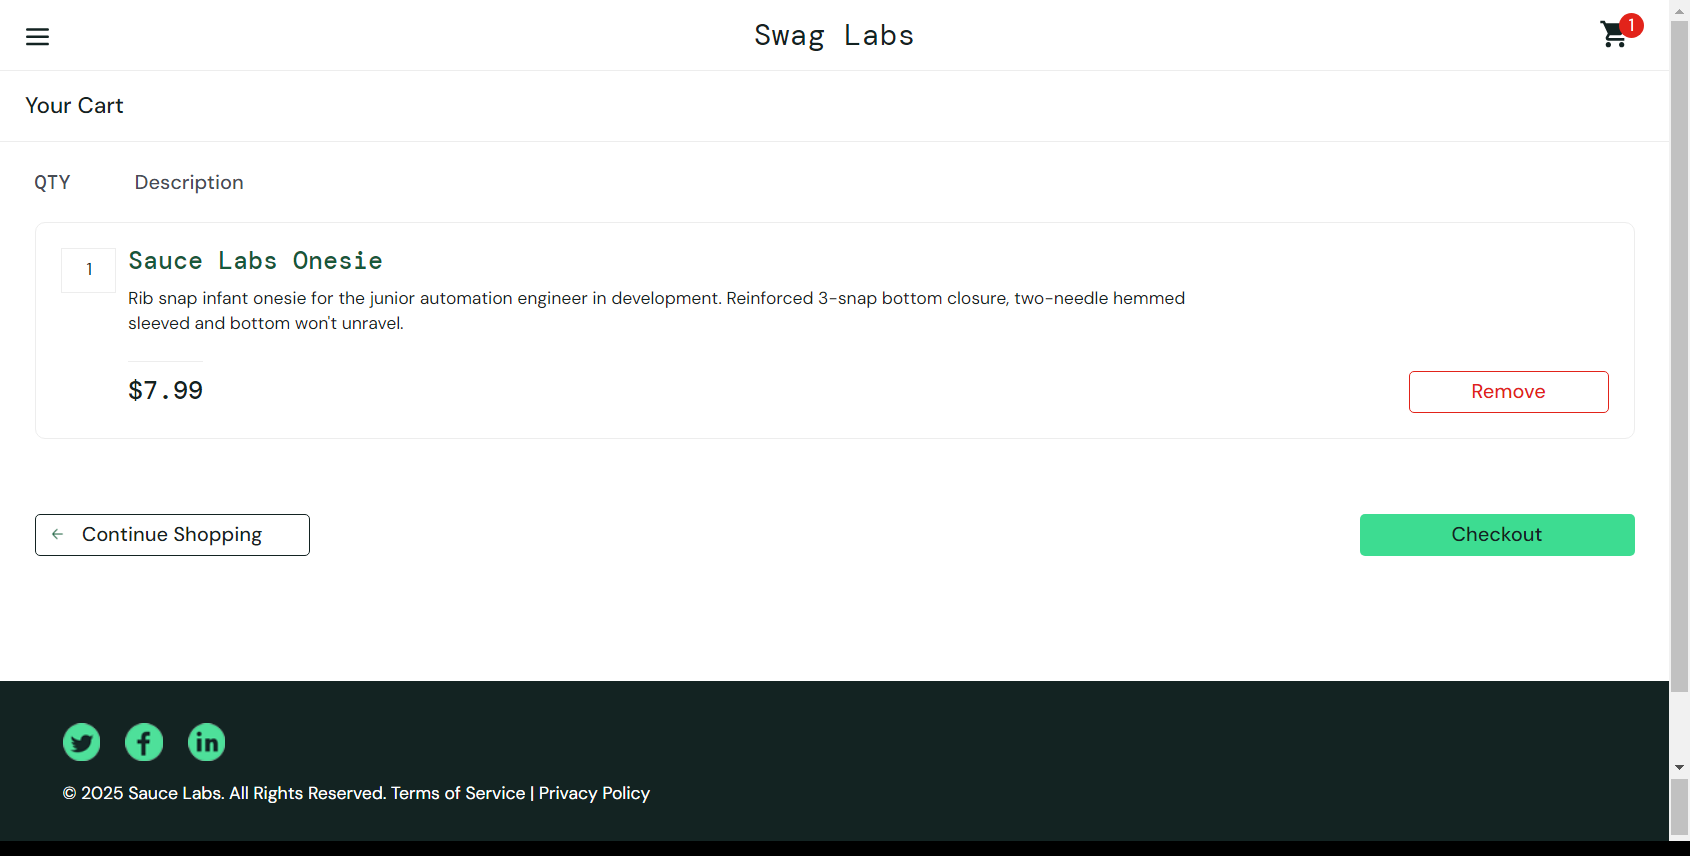 Swag Labs
1
Your Cart
QTY Description
1
Sauce Labs Onesie
Rib snap infant onesie for the junior automation engineer in development. Reinforced 3-snap bottom closure, two-needle hemmed
sleeved and bottom won't unravel.
$7.99
Remove
Continue Shopping
Checkout
© 2025 Sauce Labs. All Rights Reserved. Terms of Service | Privacy Policy